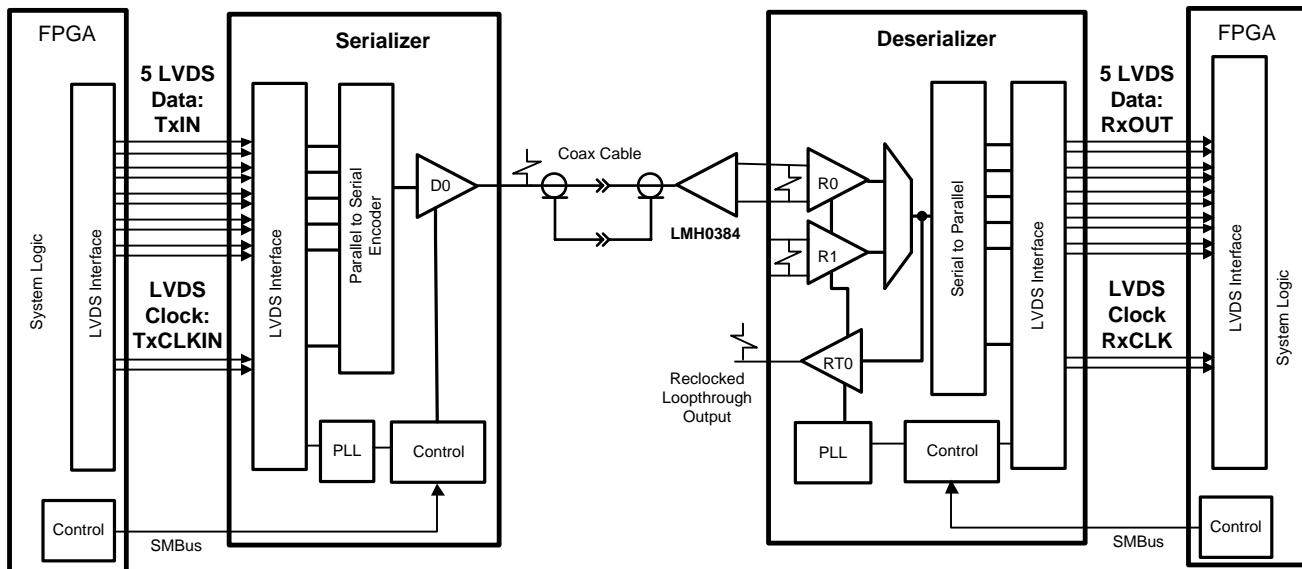 FPGA
System Logic
LVDS Interface
Control
5 LVDS
Data:
TxIN
LVDS
Clock:
TxCLKIN
SMBus
Serializer
LVDS Interface
Parallel to Serial
Encoder
D0
PLL
Control
Coax Cable
LMH0384
Deserializer
R0
R1
RT0
Reclocked
Loopthrough
Output
Serial to Parallel
LVDS Interface
PLL
Control
5 LVDS
Data:
RxOUT
LVDS
Clock
RxCLK
SMBus
FPGA
LVDS Interface
System Logic
Control